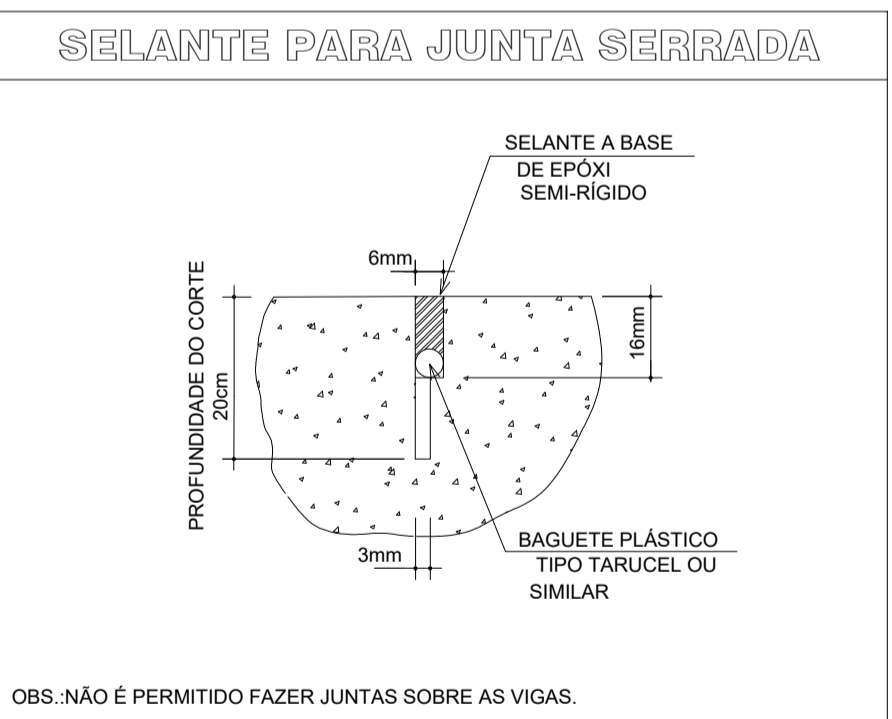 SELANTE PARA JUNTA SERRADA
SELANTE A BASE
DE EPÓXI
SEMI-RÍGIDO
6mm
PROFUNDIDADE DO CORTE
20cm
16mm
3mm
BAGUETE PLÁSTICO
TIPO TARUCEL OU
SIMILAR
OBS.:NÃO É PERMITIDO FAZER JUNTAS SOBRE AS VIGAS.